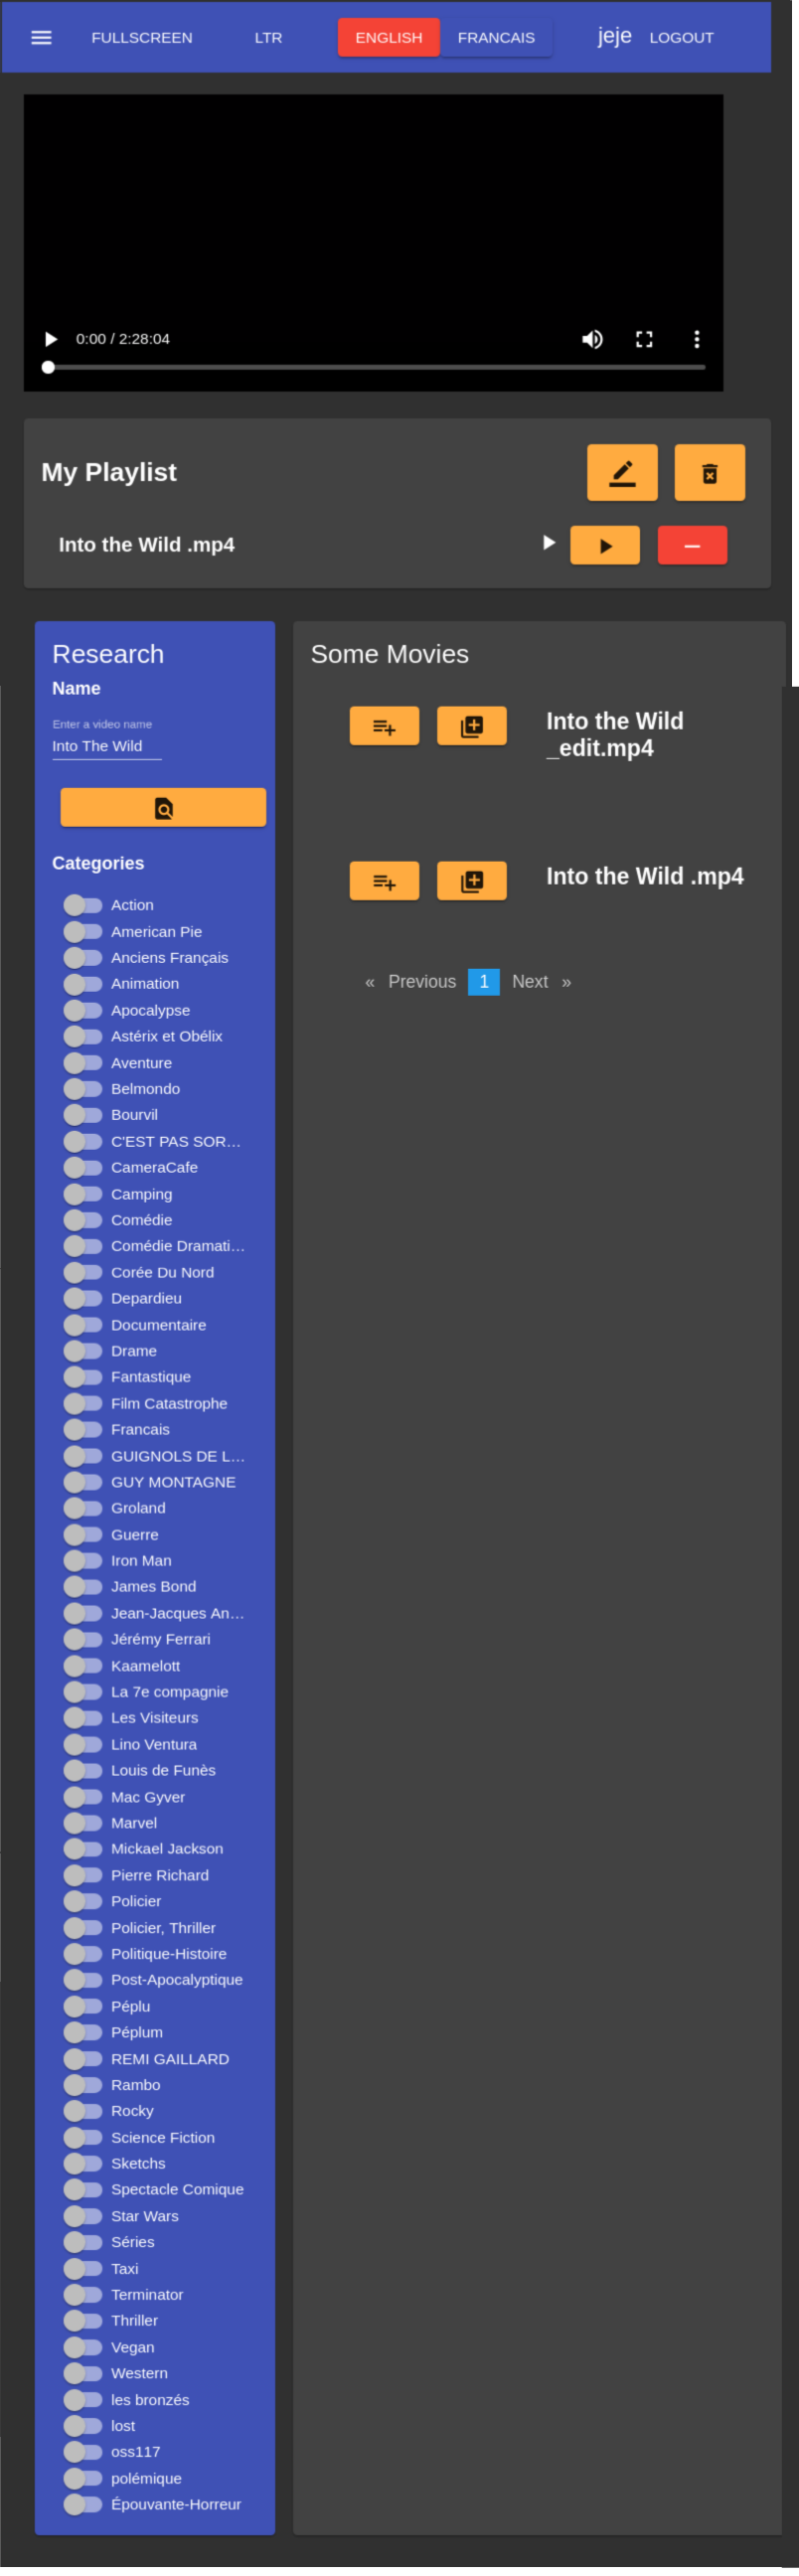 FULLSCREEN LTR ENGLISH FRANCAIS jeje LOGOUT
0:00 / 2:28:04
My Playlist
Into the Wild .mp4
Research
Name
Enter a video name
Into The Wild
Categories
Action
American Pie
Anciens Français
Animation
Apocalypse
Astérix et Obélix
Aventure
Belmondo
Bourvil
C'EST PAS SOR...
CameraCafe
Camping
Comédie
Comédie Dramati...
Corée Du Nord
Depardieu
Documentaire
Drame
Fantastique
Film Catastrophe
Francais
GUIGNOLS DE L...
GUY MONTAGNE
Groland
Guerre
Iron Man
James Bond
Jean-Jacques An...
Jérémy Ferrari
Kaamelott
La 7e compagnie
Les Visiteurs
Lino Ventura
Louis de Funès
Mac Gyver
Marvel
Mickael Jackson
Pierre Richard
Policier
Policier, Thriller
Politique-Histoire
Post-Apocalyptique
Péplu
Péplum
REMI GAILLARD
Rambo
Rocky
Science Fiction
Sketchs
Spectacle Comique
Star Wars
Séries
Taxi
Terminator
Thriller
Vegan
Western
les bronzés
lost
oss117
polémique
Épouvante-Horreur
Some Movies
Into the Wild
_edit.mp4
Into the Wild .mp4
« Previous 1 Next »